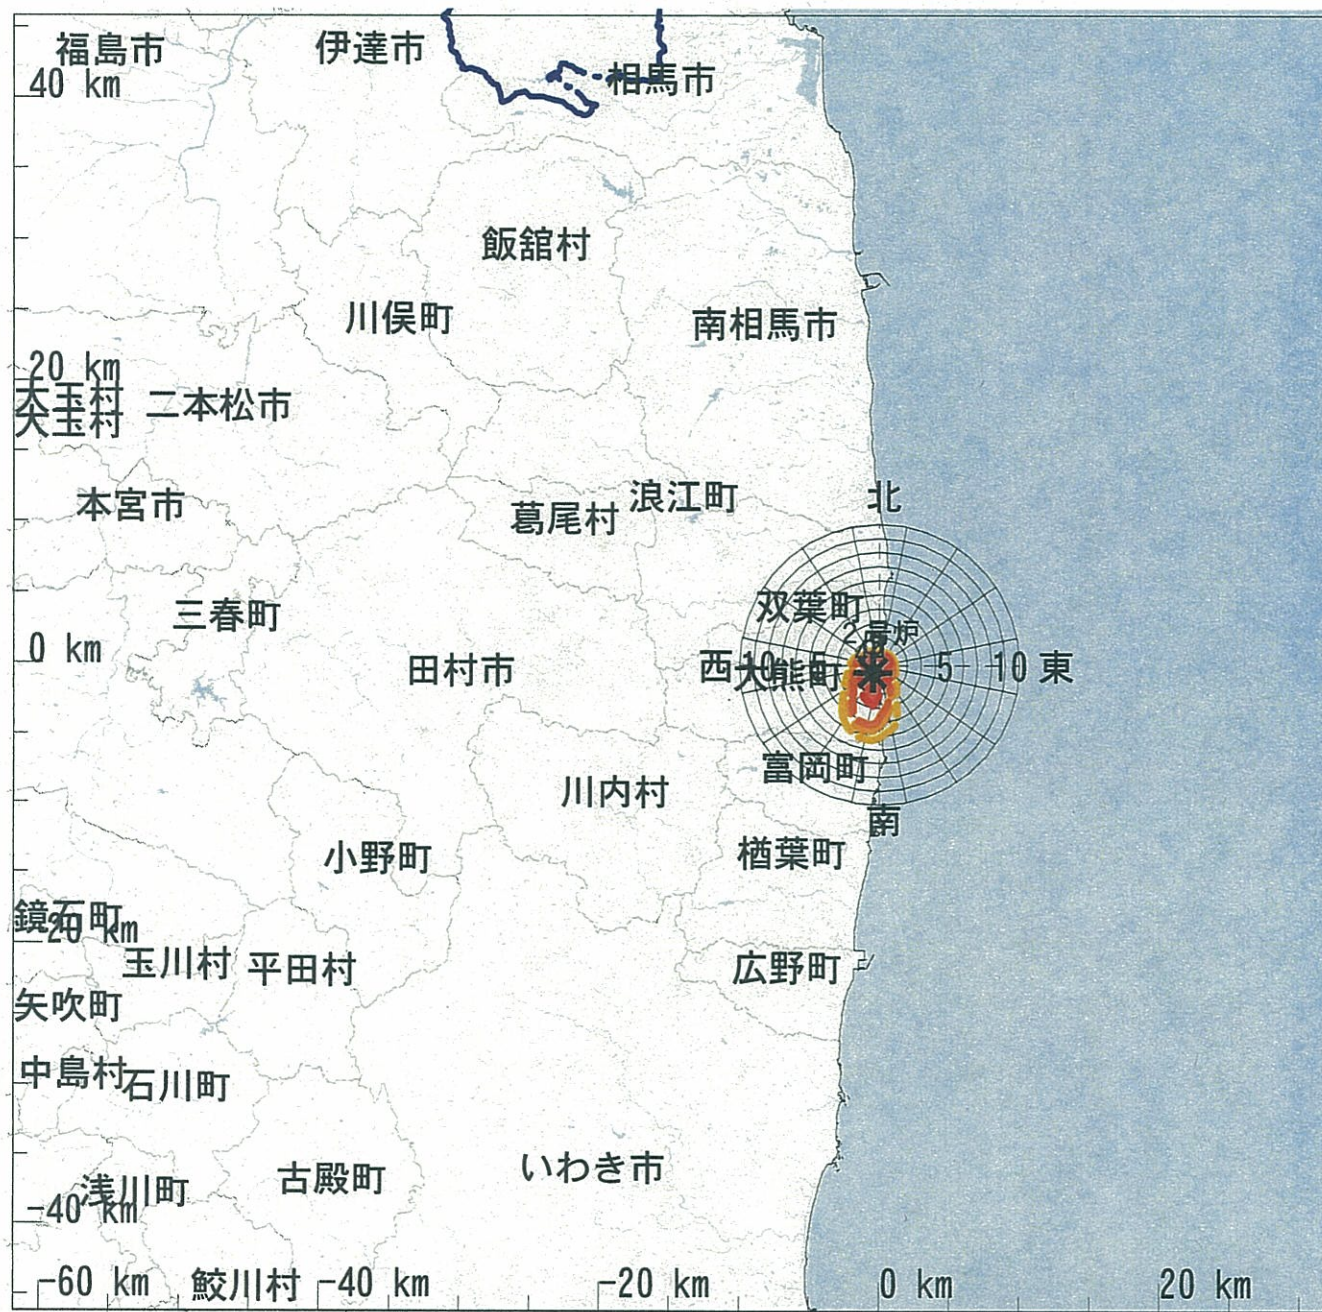 福島市
伊達市
相馬市
40 km
飯舘村
川俣町
南相馬市
20 km
大玉村
大玉村
二本松市
本宮市
葛尾村
浪江町
北
三春町
双葉町
2号炉
0 km
田村市
西
10
5
大熊町
5
10
東
富岡町
川内村
南
小野町
楢葉町
鏡石町
-20 km
玉川村
平田村
広野町
矢吹町
中島村
石川町
いわき市
浅川町
古殿町
-40 km
-60 km
鮫川村
-40 km
-20 km
0 km
20 km